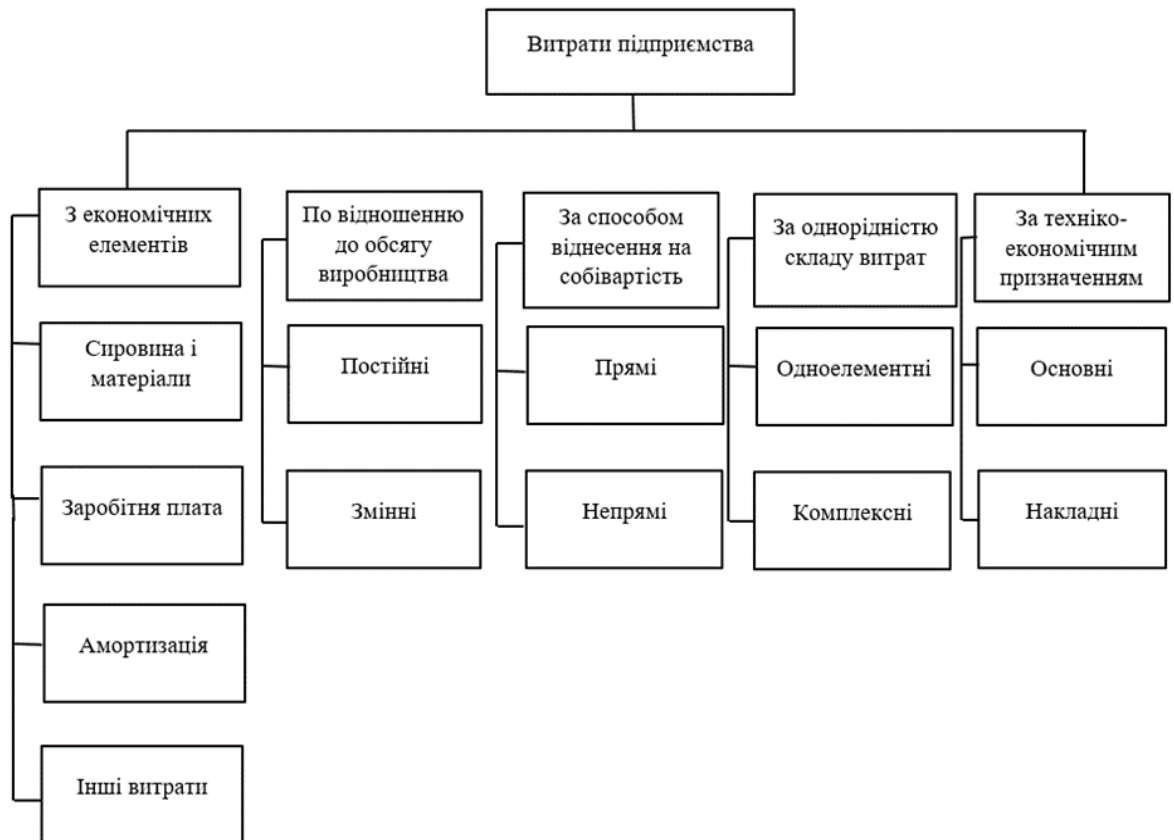 Витрати підприємства
З економічних
елементів
Сировина і
матеріали
Заробітня плата
Амортизація
Інші витрати
По відношенню
до обсягу
виробництва
Постійні
Змінні
За способом
віднесення на
собівартість
Прямі
Непрямі
За однорідністю
складу витрат
Одноелементні
Комплексні
За техніко-
економічним
призначенням
Основні
Накладні